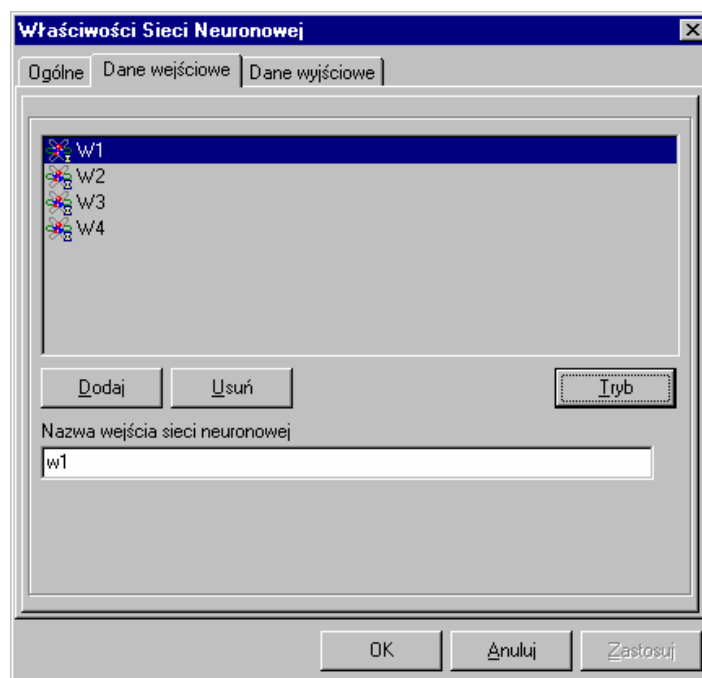 Właściwości Sieci Neuronowej
Ogólne Dane wejściowe Dane wyjściowe
W1
W2
W3
W4
Dodaj Usuń Tryb
Nazwa wejścia sieci neuronowej
w1
OK Anuluj Zastosuj